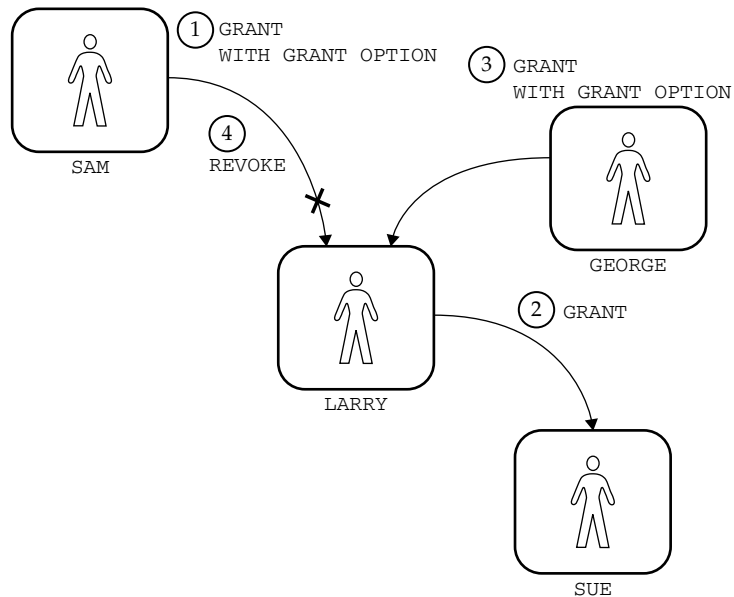 1 GRANT
WITH GRANT OPTION
3 GRANT
WITH GRANT OPTION
4
REVOKE
SAM
GEORGE
2 GRANT
LARRY
SUE